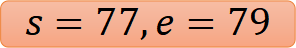 s = 77, e = 79